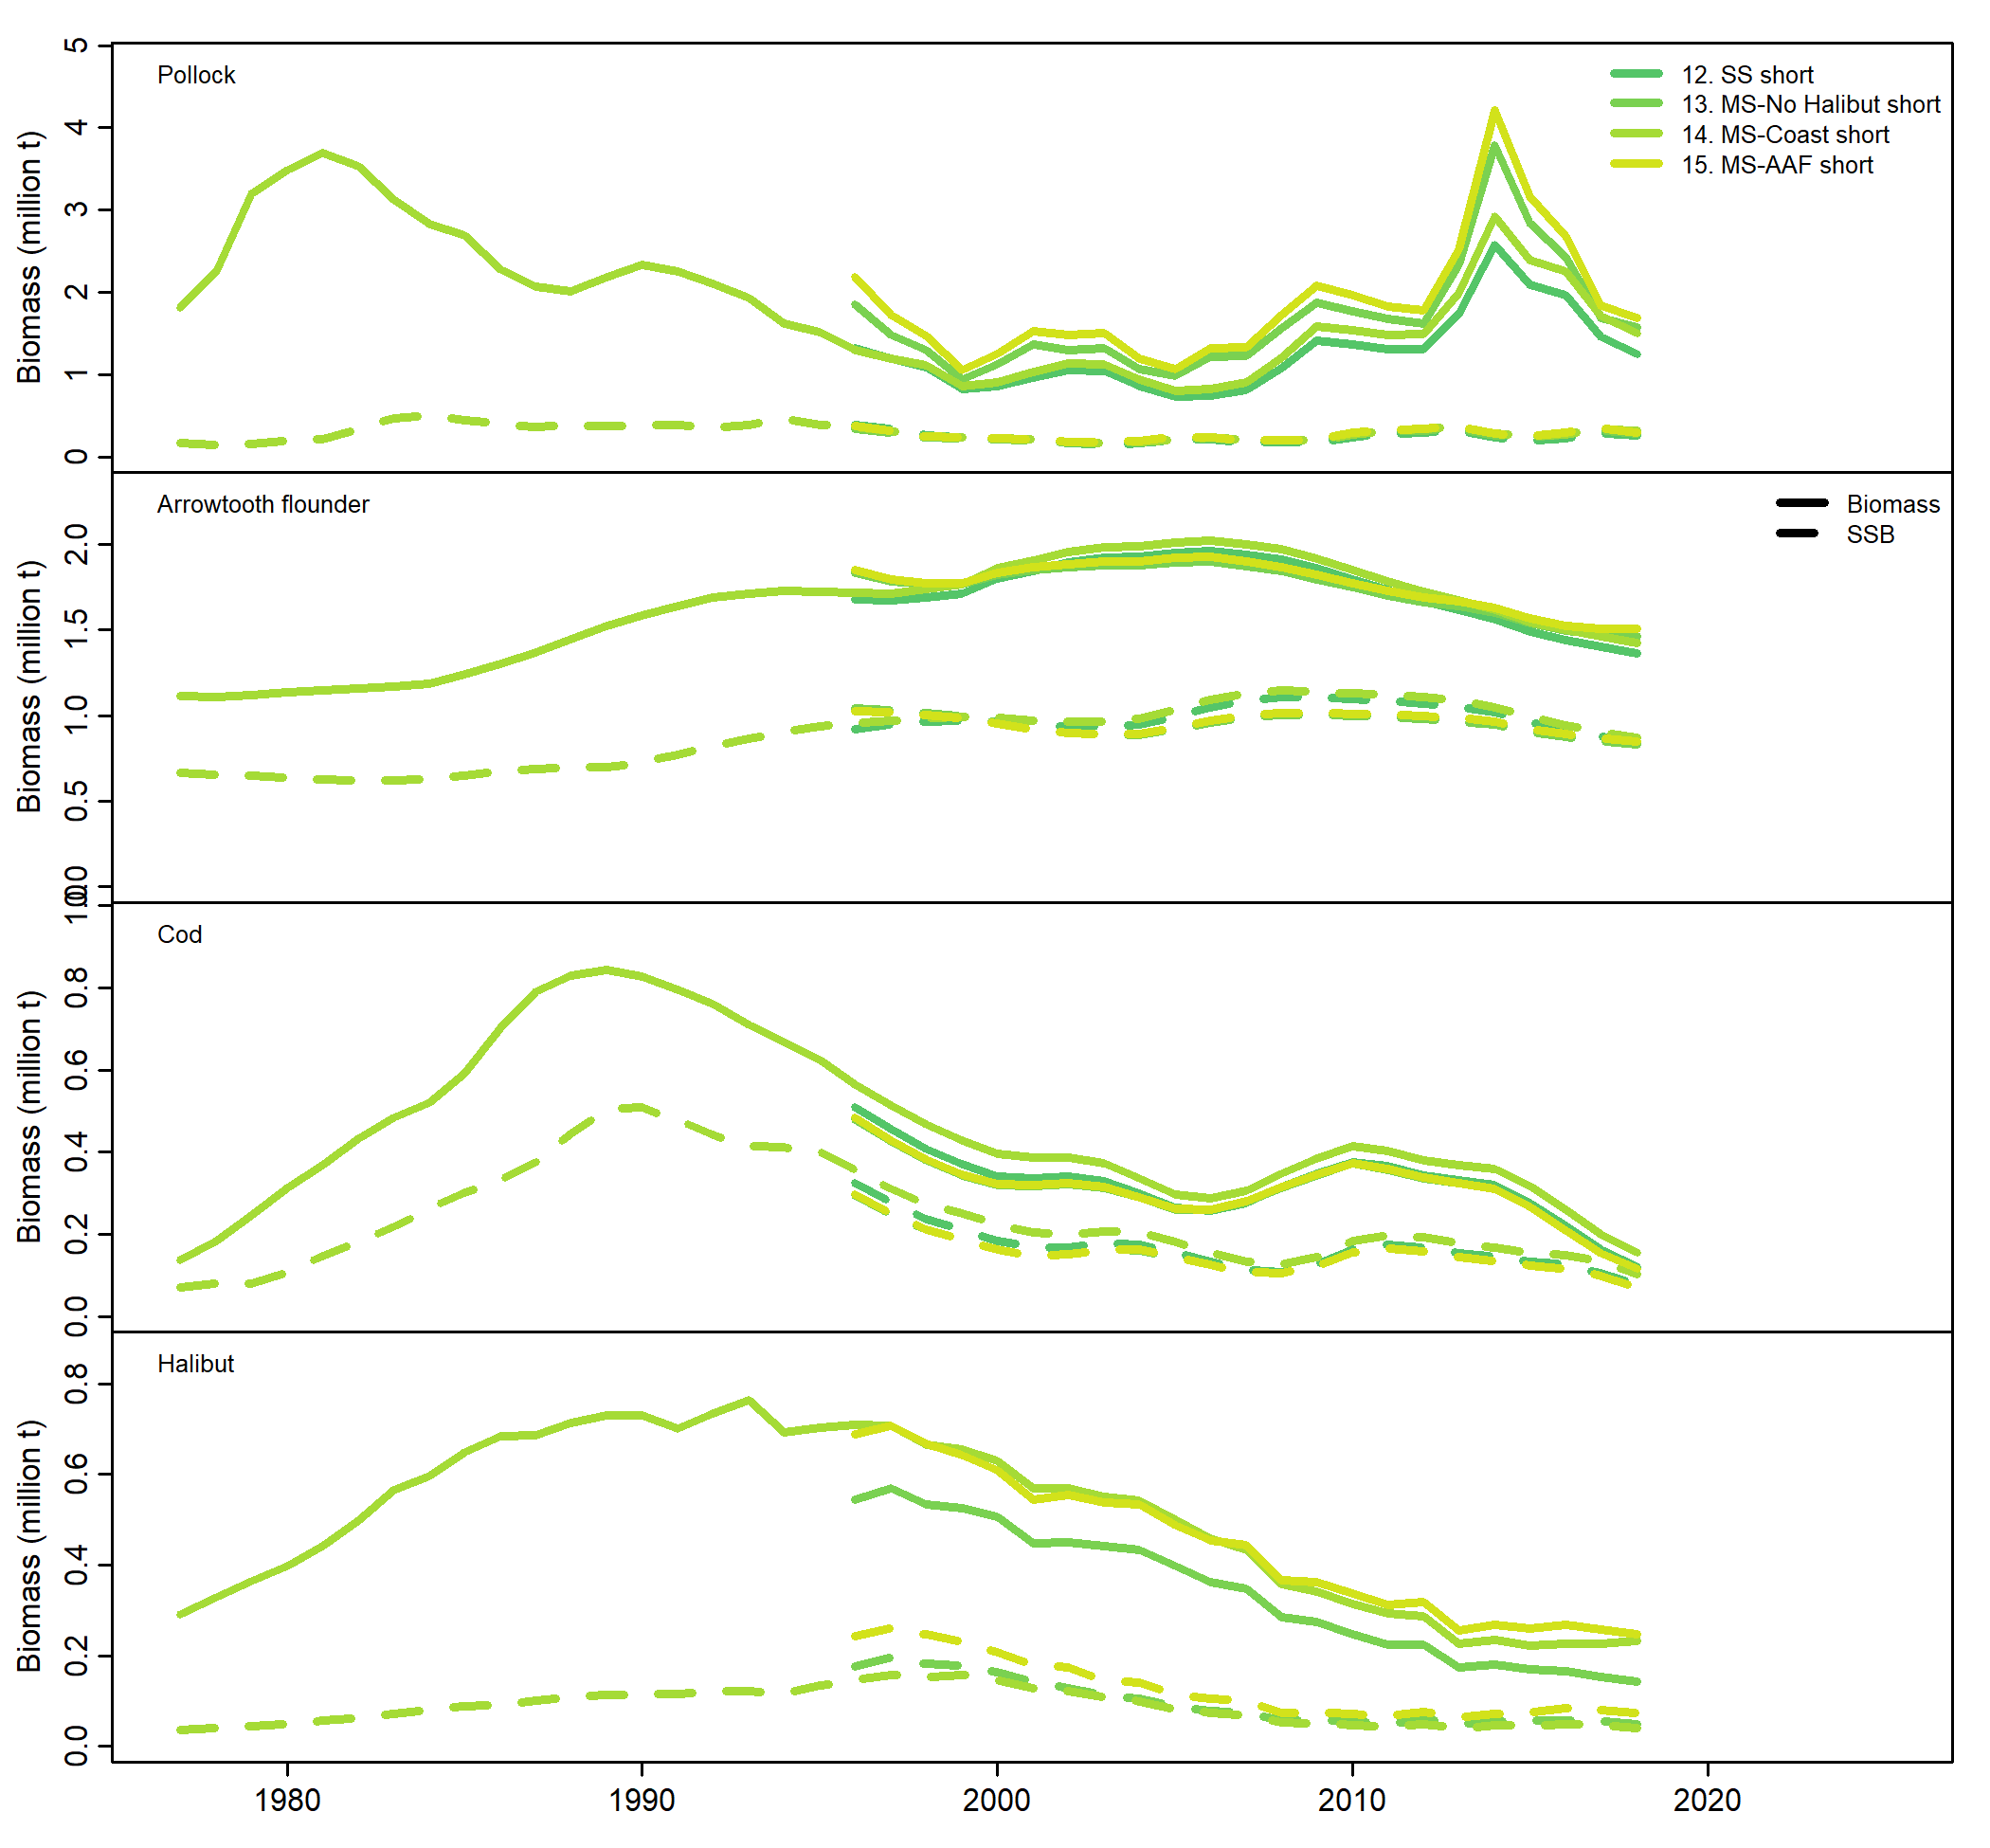 Pollock
12. SS short
13. MS-No Halibut short
14. MS-Coast short
15. MS-AAF short
Biomass (million t)
5
4
3
2
1
0
Arrowtooth flounder
Biomass
SSB
Biomass (million t)
2.0
1.5
1.0
0.5
0.0
Cod
Biomass (million t)
1.0
0.8
0.6
0.4
0.2
0.0
Halibut
Biomass (million t)
0.8
0.6
0.4
0.2
0.0
1980 1990 2000 2010 2020